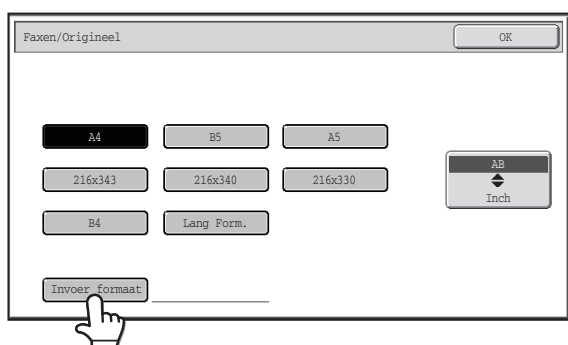 Faxen/Origineel OK
A4 B5 A5
AB
216x343 216x340 216x330
Inch
B4 Lang Form.
Invoer formaat